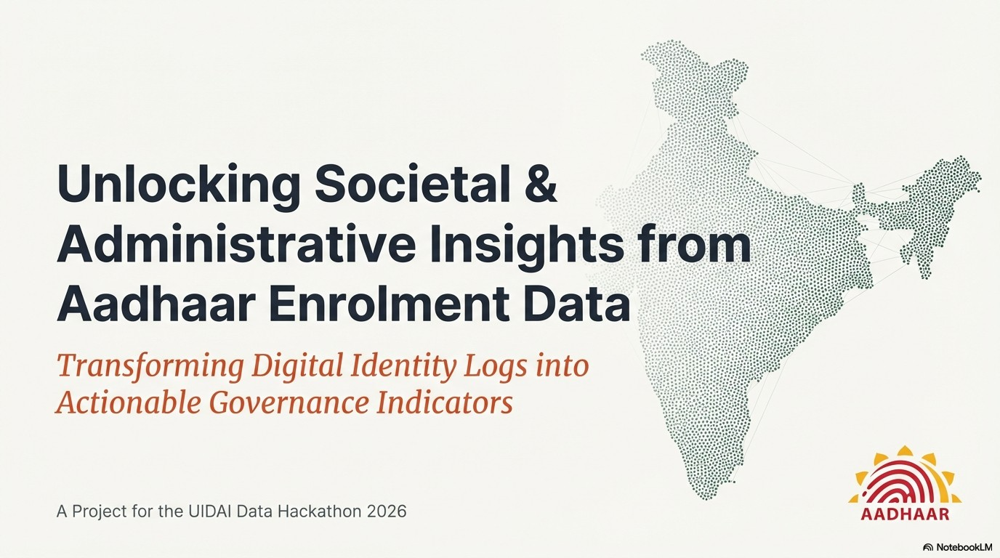 Unlocking Societal &
Administrative Insights from
Aadhaar Enrolment Data
Transforming Digital Identity Logs into
Actionable Governance Indicators
A Project for the UIDAI Data Hackathon 2026
AADHAAR
NotebookLM